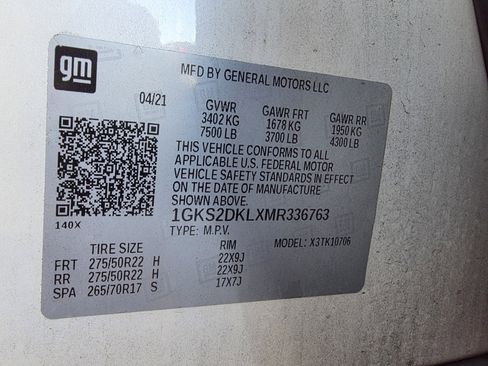 gm
MFD BY GENERAL MOTORS LLC
04/21 GVWR GAWR FRT GAWR RR
3402 KG 1678 KG 1950 KG
7500 LB 3700 LB 4300 LB
THIS VEHICLE CONFORMS TO ALL
APPLICABLE U.S. FEDERAL MOTOR
VEHICLE SAFETY STANDARDS IN EFFECT
ON THE DATE OF MANUFACTURE
SHOWN ABOVE.
140X 1GKS2DKLXMR336763
TYPE: M.P.V. MODEL: X3TK10706
TIRE SIZE RIM
FRT 275/50R22 H 22X9J
RR 275/50R22 H 22X9J
SPA 265/70R17 S 17X7J